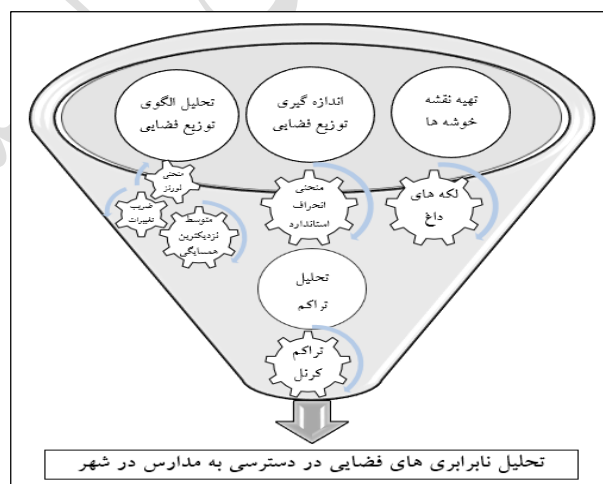 تهیه نقشه
خوشه ها
اندازه گیری
توزیع فضایی
تحلیل الگوی
توزیع فضایی
لکه های
داغ
منحنی
انحراف
استاندارد
منحنی
لورنز
ضریب
تغییرات
متوسط
نزدیکترین
همسایگی
تحلیل
تراکم
تراکم
کرنل
تحلیل نابرابری های فضایی در دسترسی به مدارس در شهر